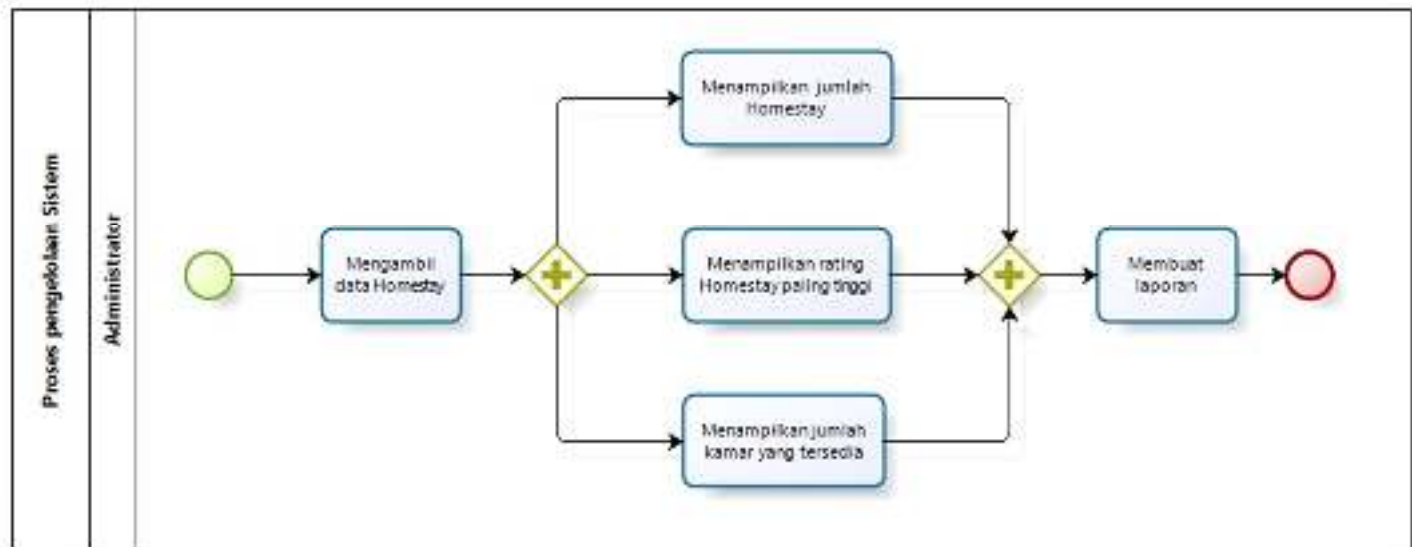 Proses pengelolaan Sistem
Administrator
Mengambil
data Homestay
Menampilkan jumlah
Homestay
Menampilkan rating
Homestay paling tinggi
Menampilkan jumlah
kamar yang tersedia
Membuat
laporan